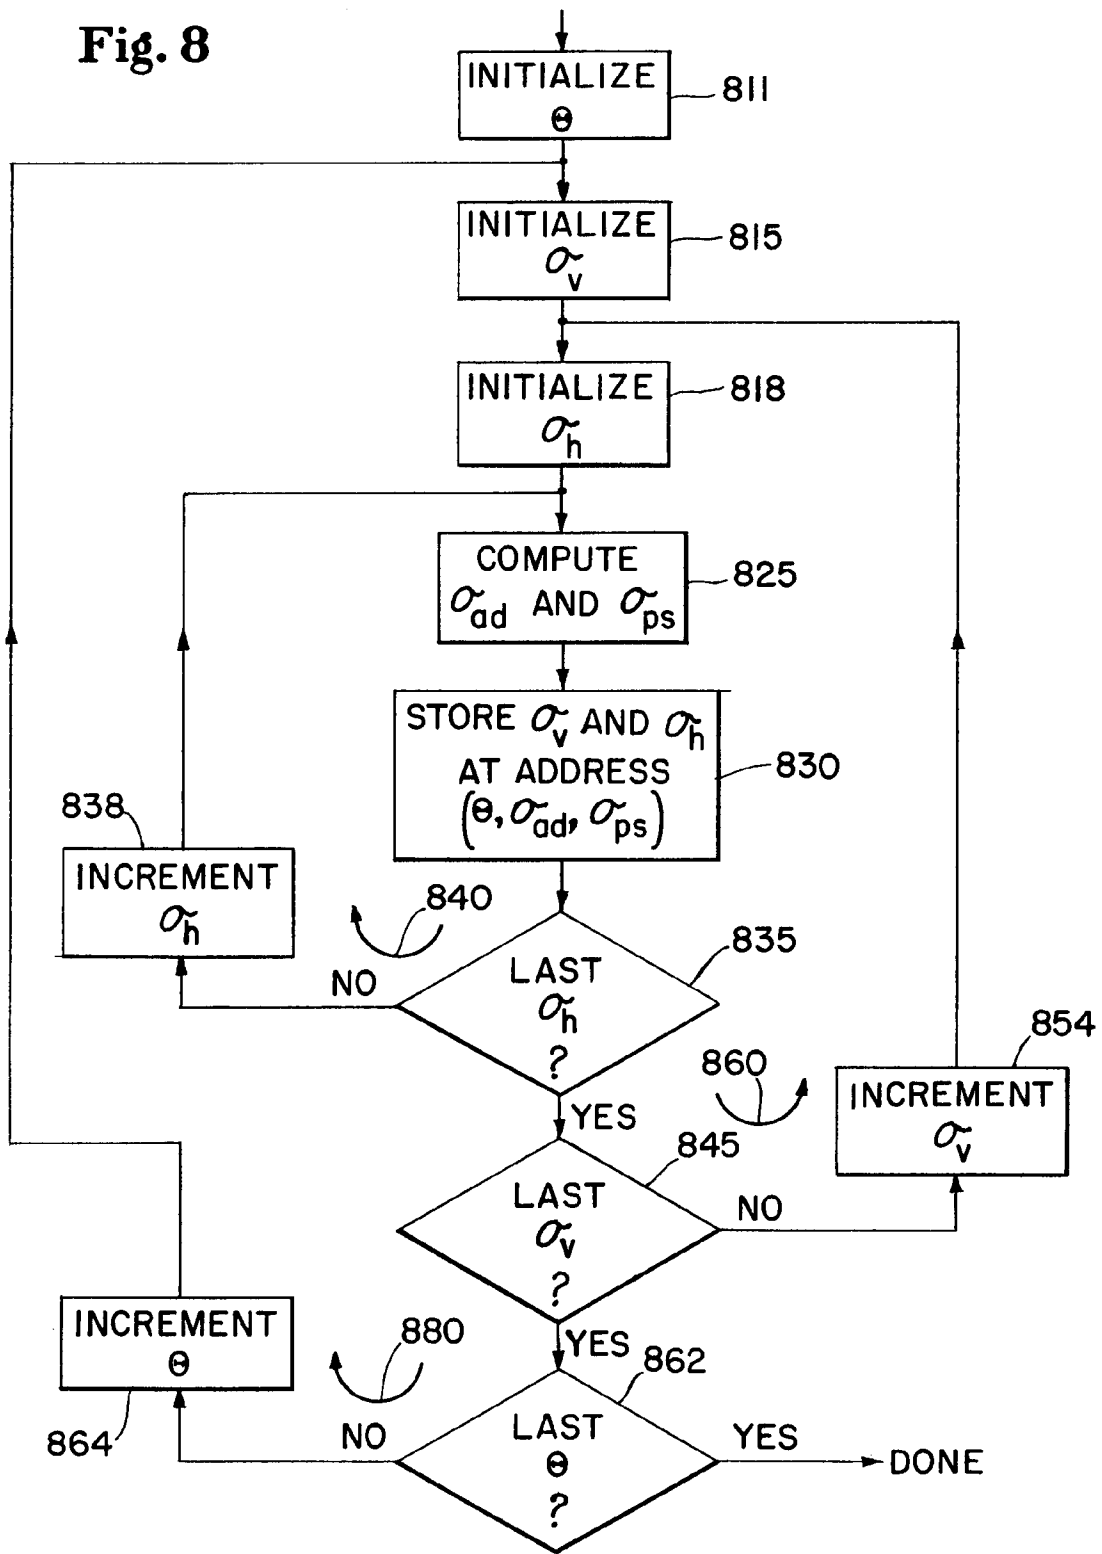 Fig. 8
INITIALIZE
Θ
811
INITIALIZE
σv
815
INITIALIZE
σh
818
COMPUTE
σad AND σps
825
STORE σv AND σh
AT ADDRESS
(Θ, σad, σps)
830
838
INCREMENT
σh
840
LAST
σh
?
835
NO
YES
860
854
INCREMENT
σv
LAST
σv
?
845
NO
YES
INCREMENT
Θ
864
880
LAST
Θ
?
862
NO
YES
DONE